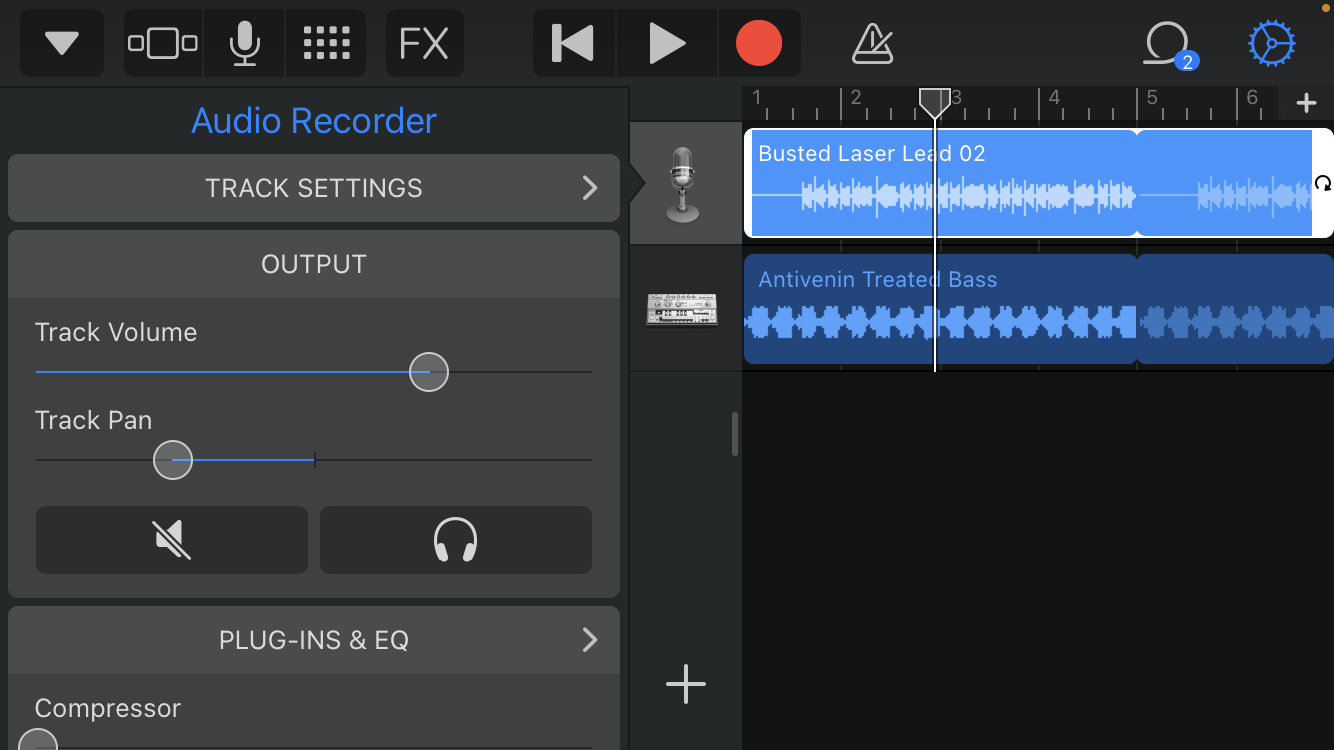 FX
2
Audio Recorder
TRACK SETTINGS
OUTPUT
Track Volume
Track Pan
PLUG-INS & EQ
Compressor
1 2 3 4 5 6
Busted Laser Lead 02
Antivenin Treated Bass